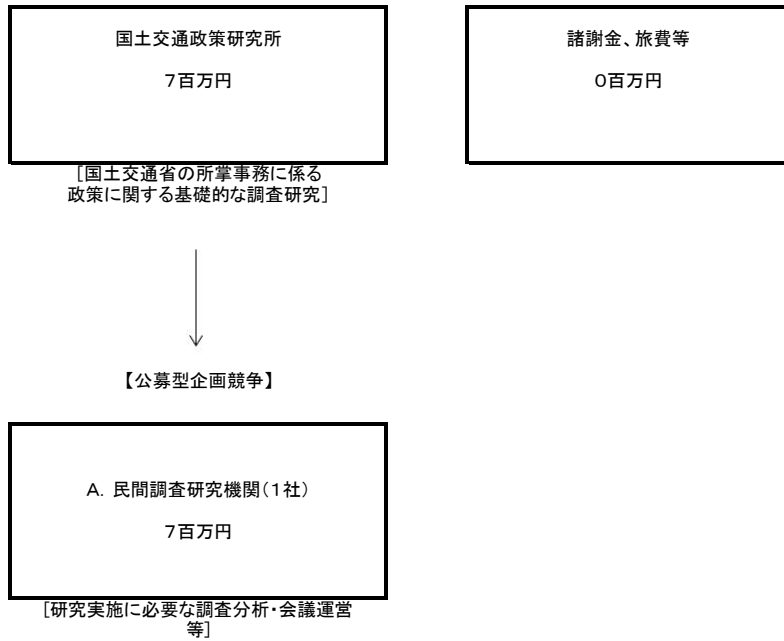 国土交通政策研究所
7百万円
諸謝金、旅費等
0百万円
[国土交通省の所掌事務に係る
政策に関する基礎的な調査研究]
【公募型企画競争】
A. 民間調査研究機関(1社)
7百万円
[研究実施に必要な調査分析・会議運営
等]